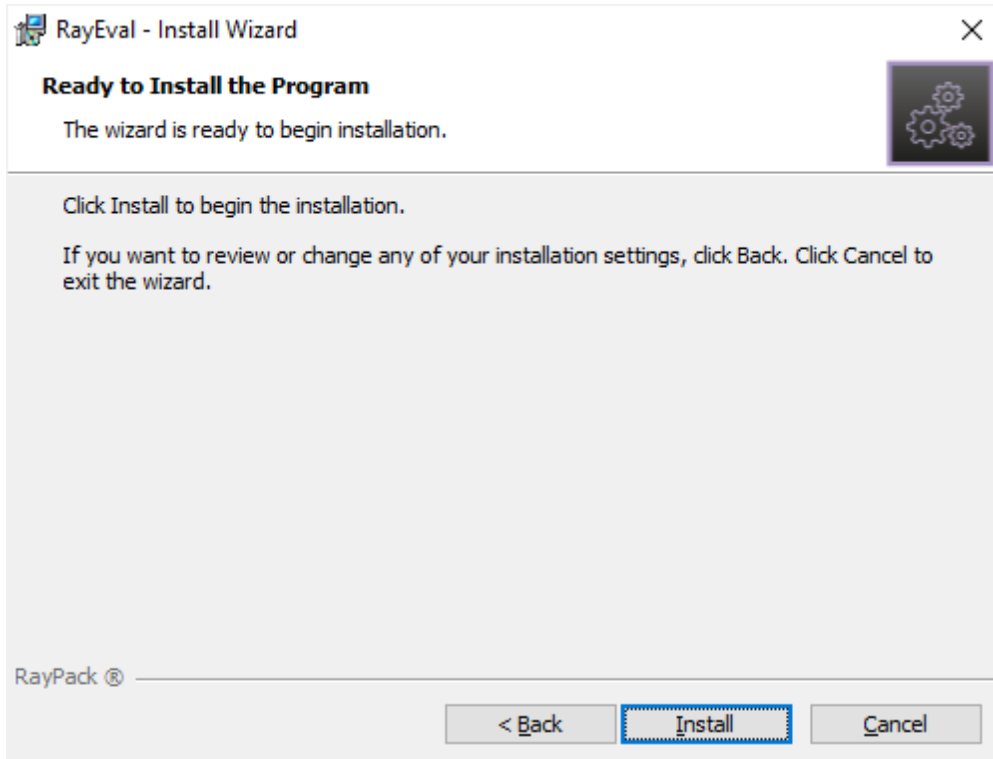 RayEval - Install Wizard
Ready to Install the Program
The wizard is ready to begin installation.
Click Install to begin the installation.
If you want to review or change any of your installation settings, click Back. Click Cancel to
exit the wizard.
RayPack ®
< Back
Install
Cancel